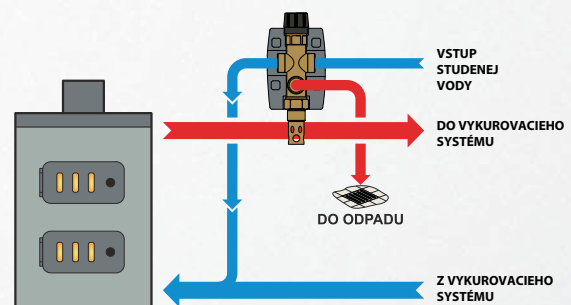 VSTUP
STUDENEJ
VODY
DO VYKUROVACIEHO
SYSTÉMU
DO ODPADU
Z VYKUROVACIEHO
SYSTÉMU